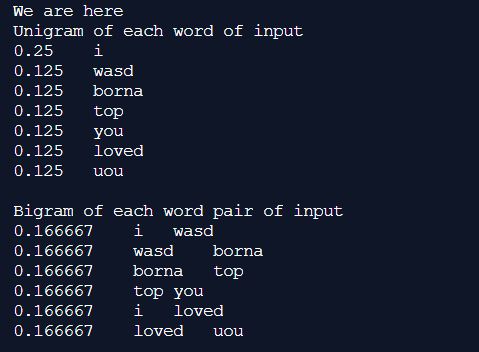 We are here
Unigram of each word of input
0.25 i
0.125 wasd
0.125 borna
0.125 top
0.125 you
0.125 loved
0.125 uou
Bigram of each word pair of input
0.166667 i wasd
0.166667 wasd borna
0.166667 borna top
0.166667 top you
0.166667 i loved
0.166667 loved uou